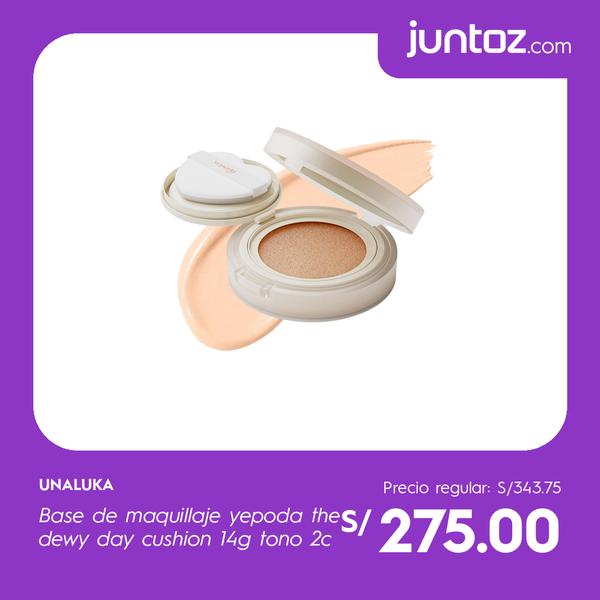 juntoz.com
UNALUKA
Base de maquillaje yepoda the
dewy day cushion 14g tono 2c
Precio regular: S/343.75
S/ 275.00